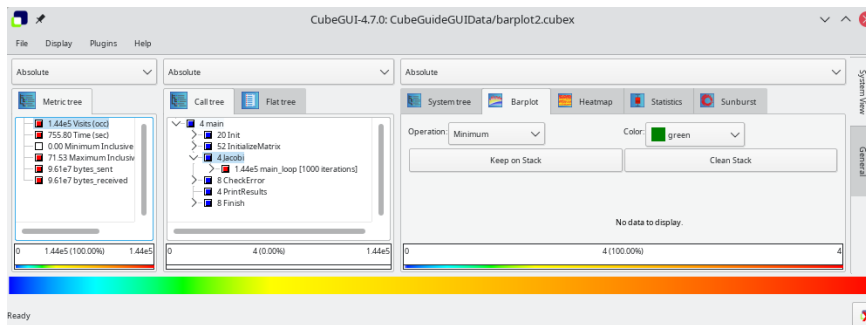 CubeGUI-4.7.0: CubeGuideGUIData/barplot2.cubex
File Display Plugins Help
Absolute
Metric tree
1.44e5 Visits (occ)
755.80 Time (sec)
0.00 Minimum Inclusive
71.53 Maximum Inclusiv
9.61e7 bytes_sent
9.61e7 bytes_received
0 1.44e5 (100.00%) 1.44e5
Absolute
Call tree Flat tree
4 main
20 Init
52 InitializeMatrix
4 Jacobi
1.44e5 main_loop [1000 iterations]
8 CheckError
4 PrintResults
8 Finish
0 4 (0.00%) 1.44e5
Absolute
System tree Barplot Heatmap Statistics Sunburst
Operation: Minimum Color: green
Keep on Stack Clean Stack
No data to display.
0 4 (100.00%) 4
System View
General
Ready